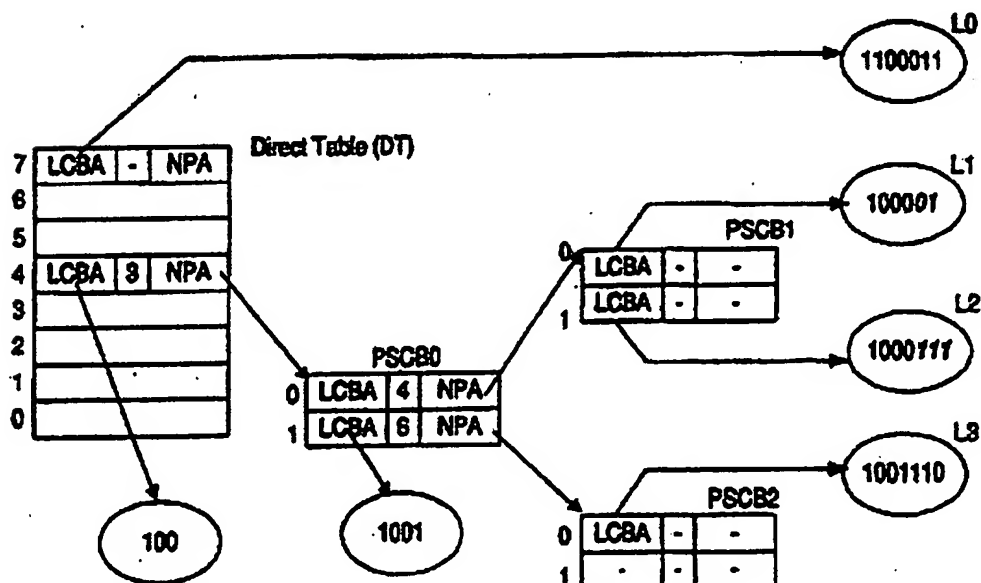 L0
1100011
Direct Table (DT)
7 LCBA - NPA
6
5
4 LCBA 3 NPA
3
2
1
0
L1
100001
PSCB1
0 LCBA - -
1 LCBA - -
L2
1000111
PSCB0
0 LCBA 4 NPA
1 LCBA 6 NPA
L3
1001110
PSCB2
0 LCBA - -
1 - - -
100
1001